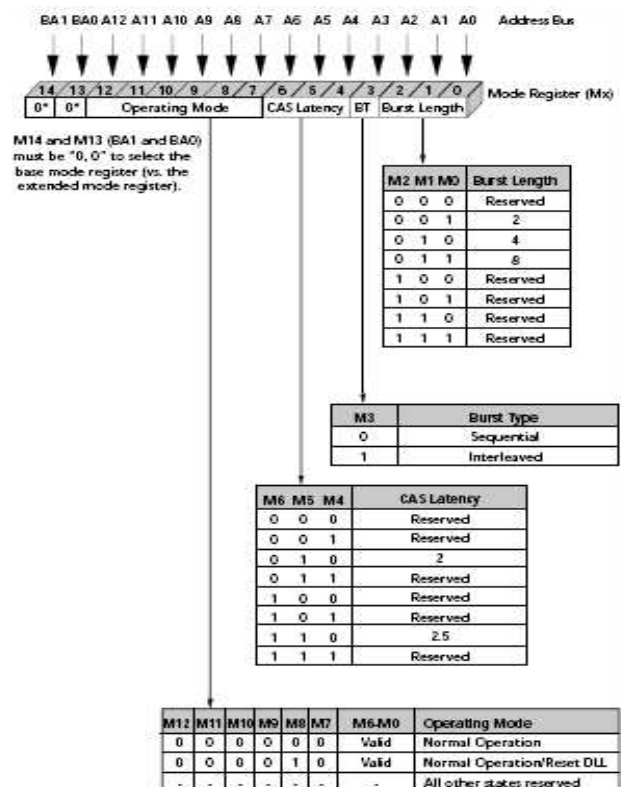 BA1 BA0 A12 A11 A10 A9 A8 A7 A6 A5 A4 A3 A2 A1 A0 Address Bus
14 13 12 11 10 9 8 7 6 5 4 3 2 1 0 Mode Register (Mx)
0* 0* Operating Mode CAS Latency BT Burst Length
M14 and M13 (BA1 and BA0)
must be "0, 0" to select the
base mode register (vs. the
extended mode register).
M2 M1 M0 Burst Length
0 0 0 Reserved
0 0 1 2
0 1 0 4
0 1 1 8
1 0 0 Reserved
1 0 1 Reserved
1 1 0 Reserved
1 1 1 Reserved
M3 Burst Type
0 Sequential
1 Interleaved
M6 M5 M4 CAS Latency
0 0 0 Reserved
0 0 1 Reserved
0 1 0 2
0 1 1 Reserved
1 0 0 Reserved
1 0 1 Reserved
1 1 0 2.5
1 1 1 Reserved
M12 M11 M10 M9 M8 M7 M6-M0 Operating Mode
0 0 0 0 0 0 Valid Normal Operation
0 0 0 0 1 0 Valid Normal Operation/Reset DLL
- - - - - - - All other states reserved